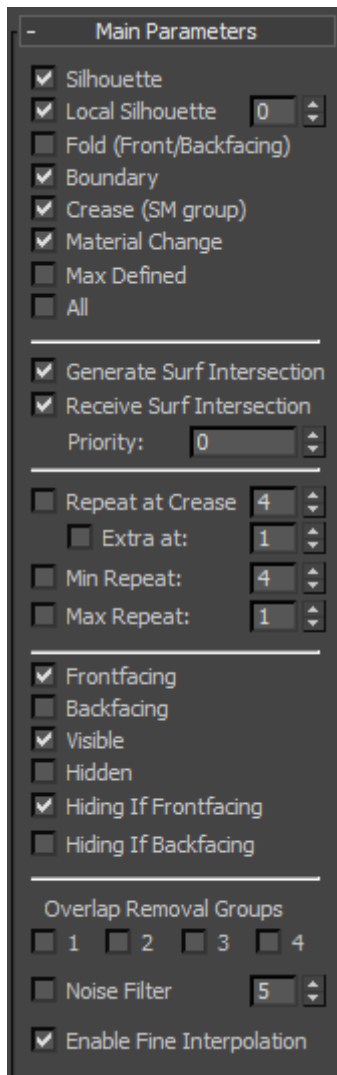 - Main Parameters
Silhouette
Local Silhouette 0
Fold (Front/Backfacing)
Boundary
Crease (SM group)
Material Change
Max Defined
All
Generate Surf Intersection
Receive Surf Intersection
Priority: 0
Repeat at Crease 4
Extra at: 1
Min Repeat: 4
Max Repeat: 1
Frontfacing
Backfacing
Visible
Hidden
Hiding If Frontfacing
Hiding If Backfacing
Overlap Removal Groups
1 2 3 4
Noise Filter 5
Enable Fine Interpolation